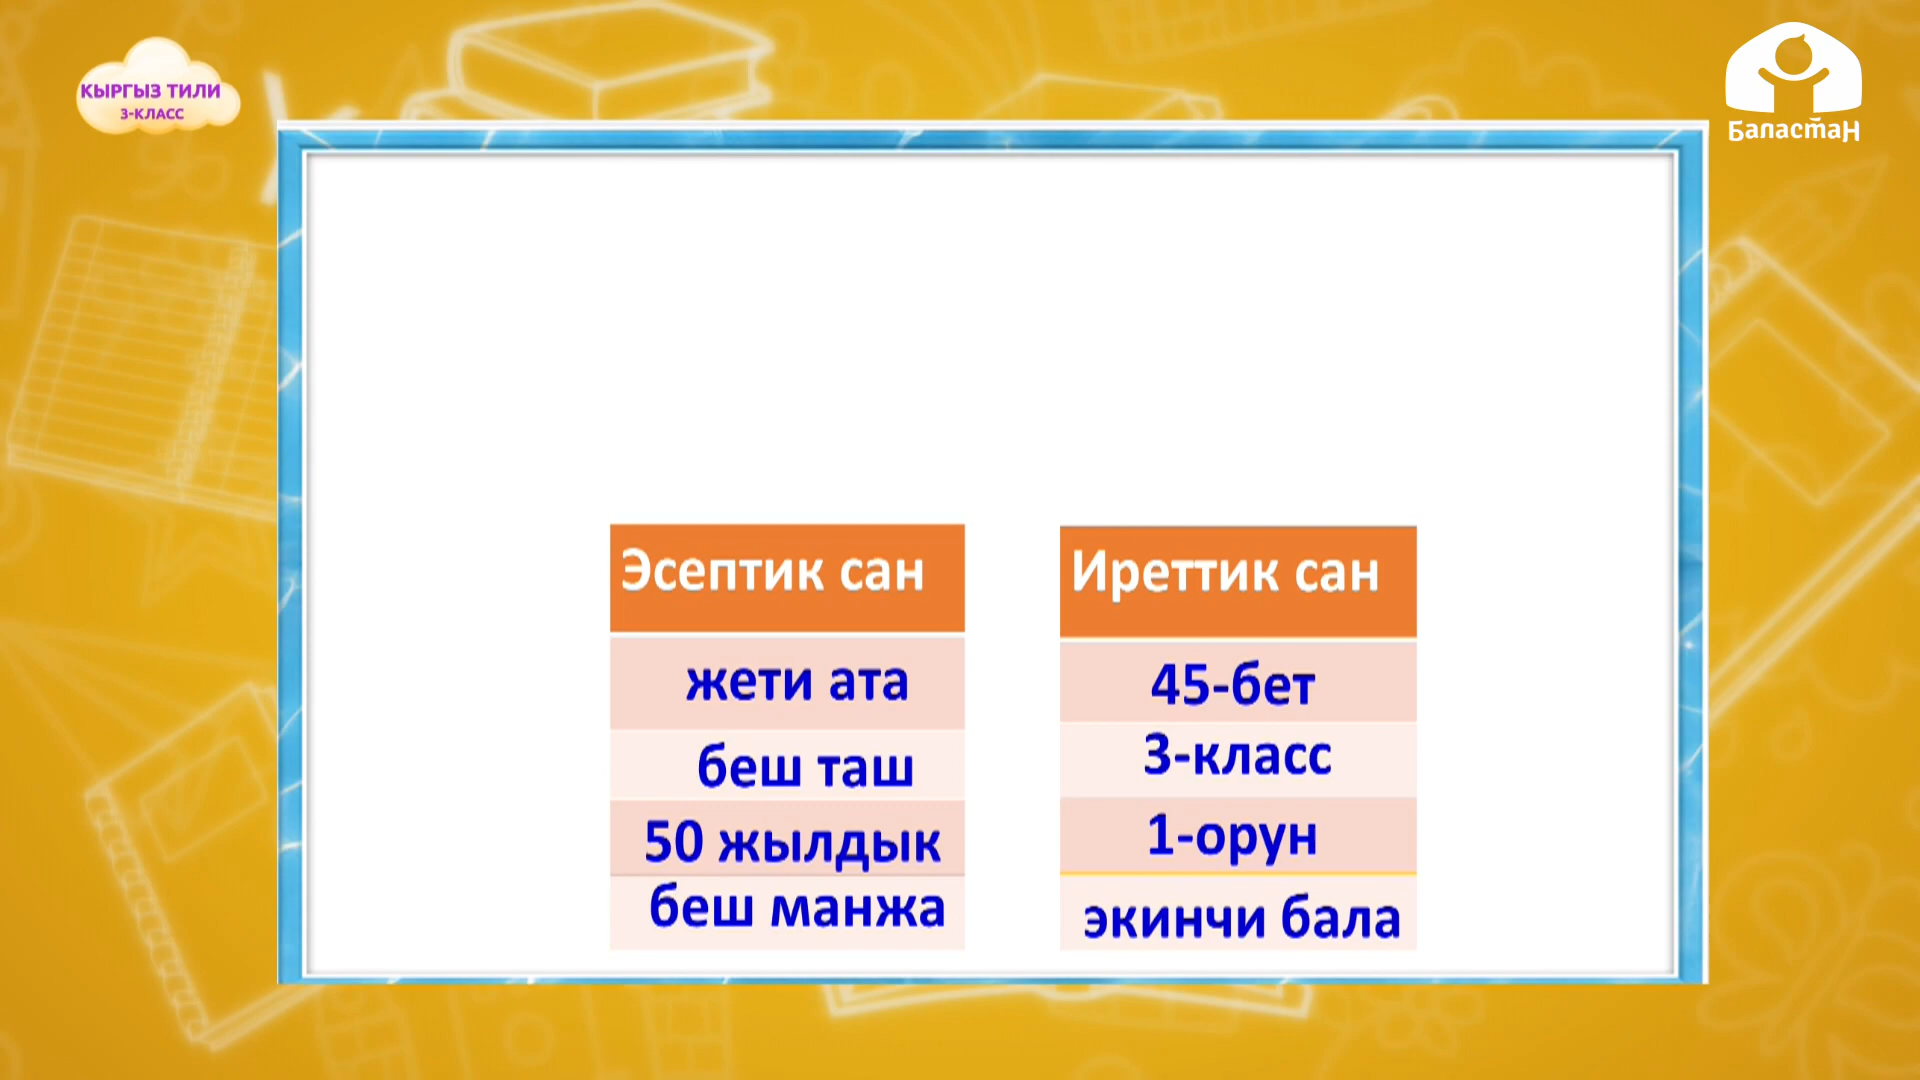 КЫРГЫЗ ТИЛИ
3-КЛАСС
Баластан
Эсептик сан
жети ата
беш таш
50 жылдык
беш манжа
Иреттик сан
45-бет
3-класс
1-орун
экинчи бала